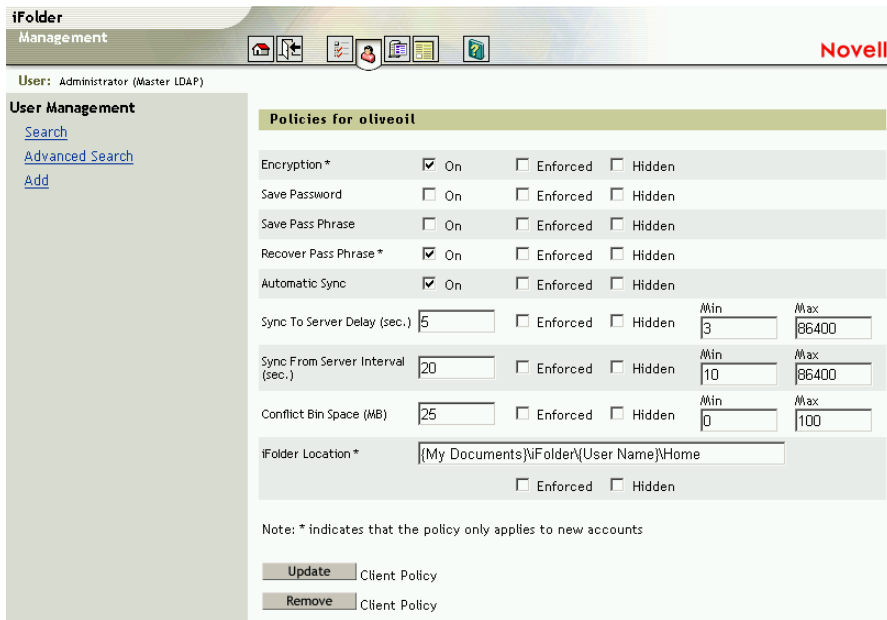 iFolder
Management
Novell
User: Administrator (Master LDAP)
User Management
Search
Advanced Search
Add
Policies for oliveoil
Encryption * On Enforced Hidden
Save Password On Enforced Hidden
Save Pass Phrase On Enforced Hidden
Recover Pass Phrase * On Enforced Hidden
Automatic Sync On Enforced Hidden
Min Max
Sync To Server Delay (sec.) 5 Enforced Hidden 3 86400
Min Max
Sync From Server Interval (sec.) 20 Enforced Hidden 10 86400
Min Max
Conflict Bin Space (MB) 25 Enforced Hidden 0 100
iFolder Location * {My Documents}\iFolder\{User Name}\Home
Enforced Hidden
Note: * indicates that the policy only applies to new accounts
Update Client Policy
Remove Client Policy